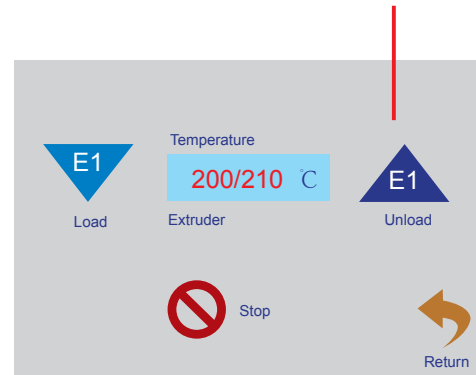 Temperature
E1
200/210 ℃
E1
Load
Extruder
Unload
Stop
Return